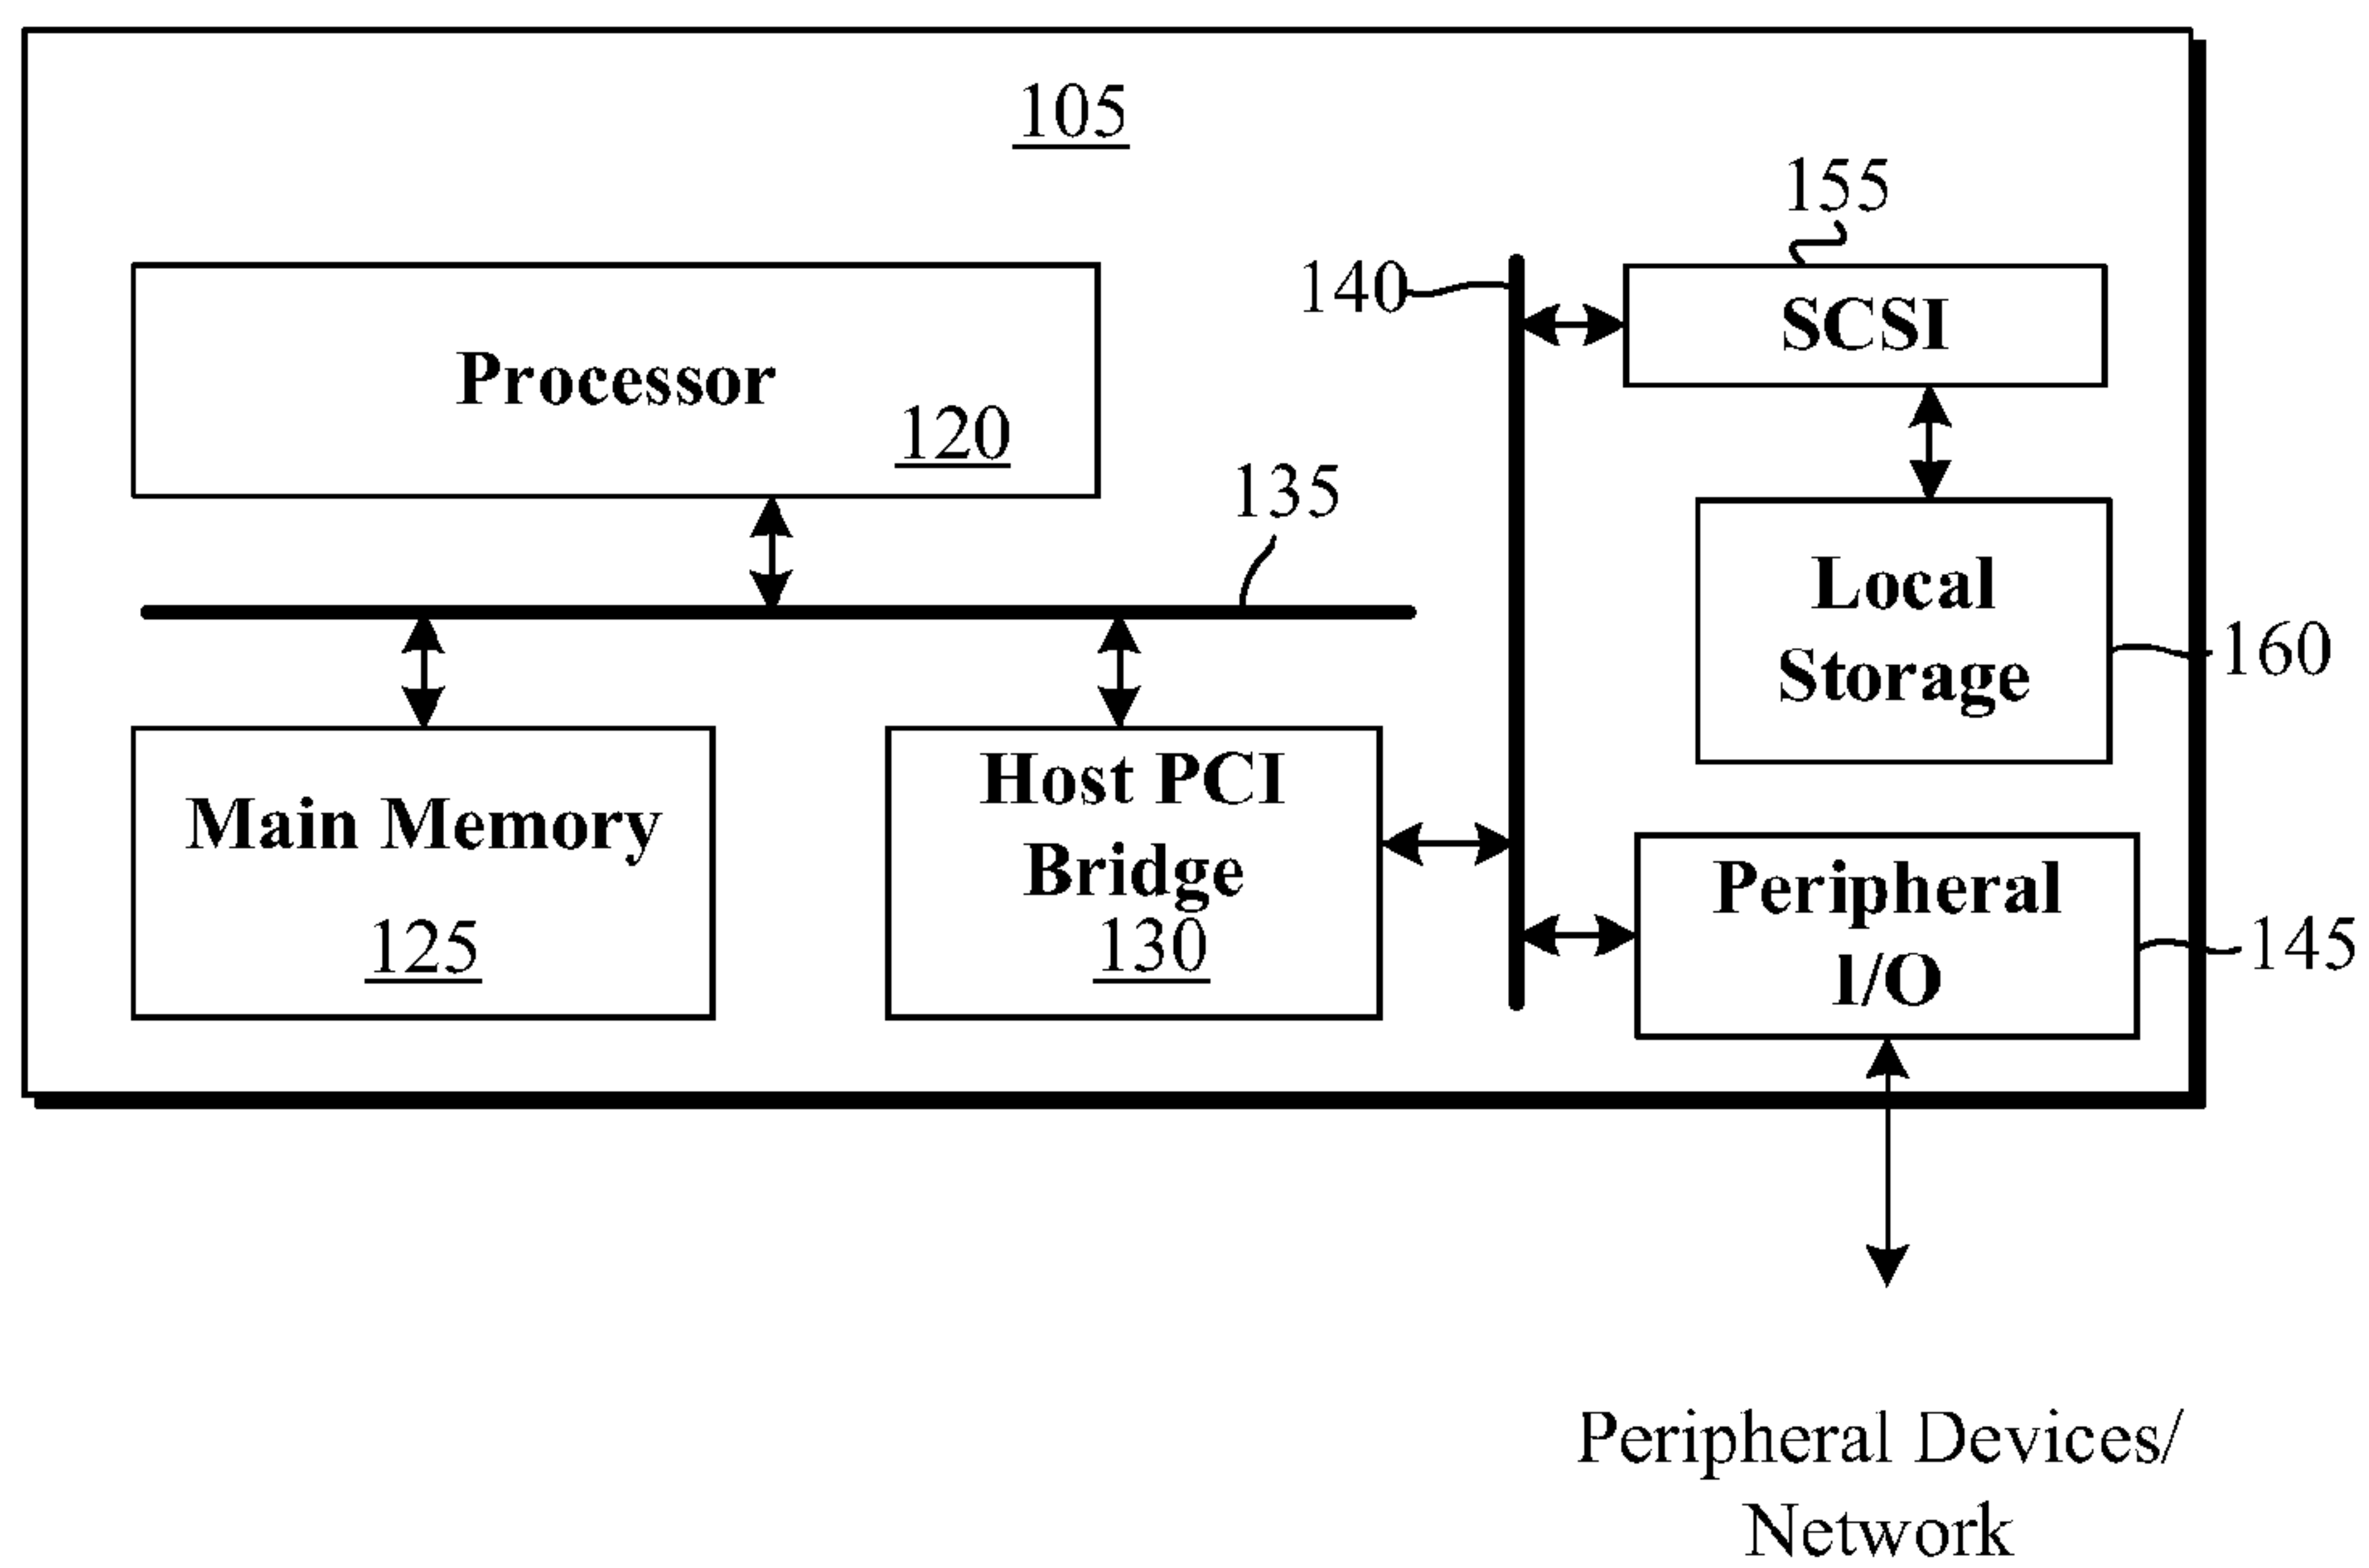 105
155
140
SCSI
Processor
120
135
Local
Storage
160
Host PCI
Bridge
130
Main Memory
125
Peripheral
I/O
145
Peripheral Devices/
Network